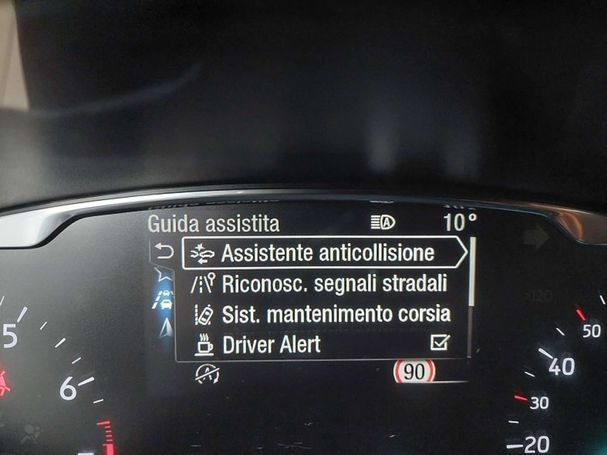 Guida assistita 10°
Assistente anticollisione
Riconosc. segnali stradali
Sist. mantenimento corsia
Driver Alert
A
90
5
6
120
50
40
30
20